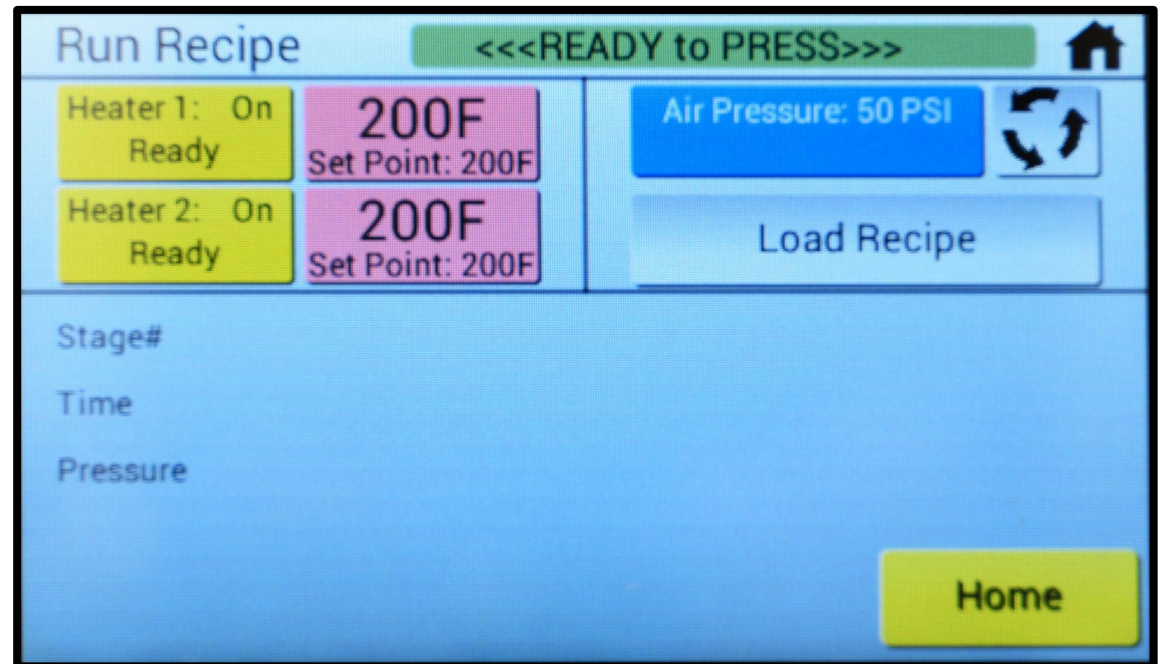 Run Recipe
<<<READY to PRESS>>>
Heater 1: On
Ready
200F
Set Point: 200F
Air Pressure: 50 PSI
Heater 2: On
Ready
200F
Set Point: 200F
Load Recipe
Stage#
Time
Pressure
Home